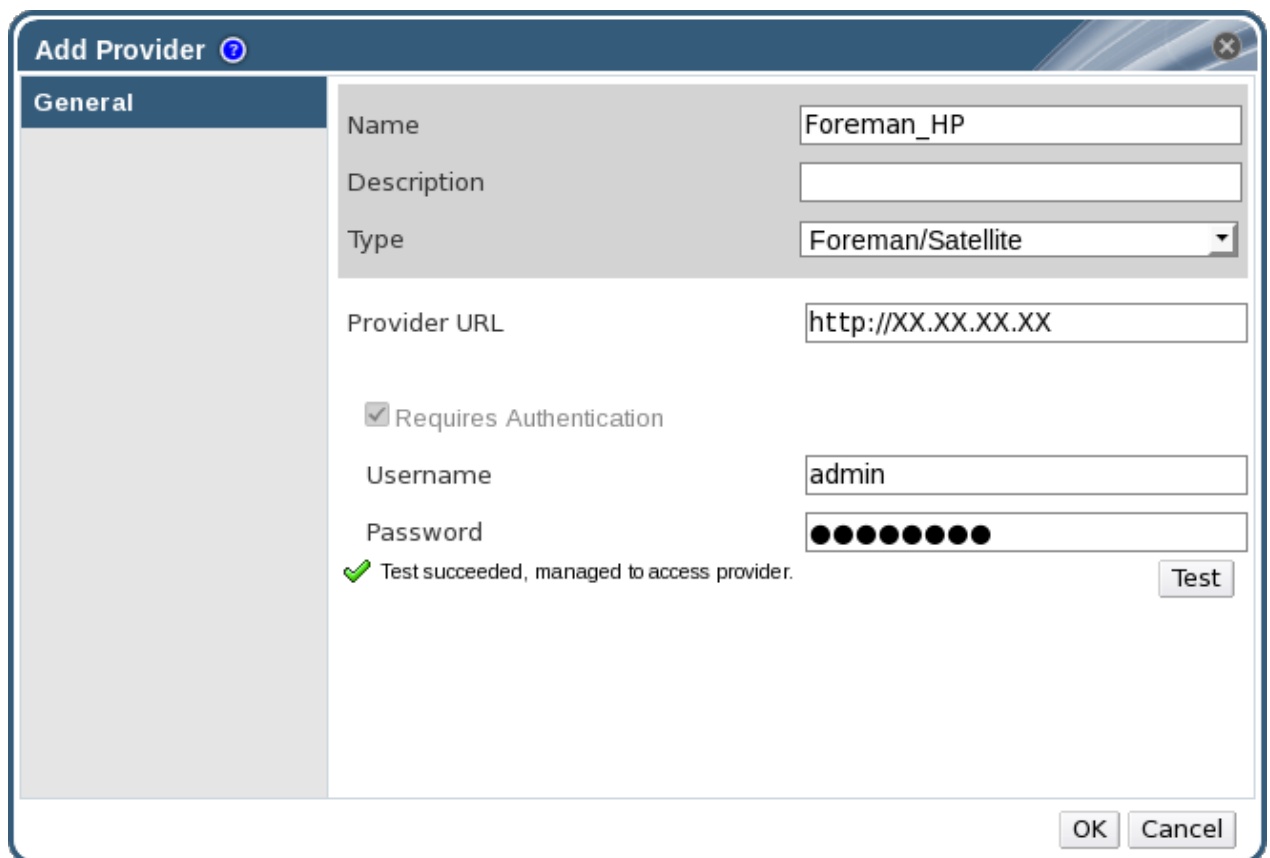 Add Provider ?
General
Name Foreman_HP
Description
Type Foreman/Satellite
Provider URL http://XX.XX.XX.XX
Requires Authentication
Username admin
Password ●●●●●●●●
Test succeeded, managed to access provider.
Test
OK Cancel